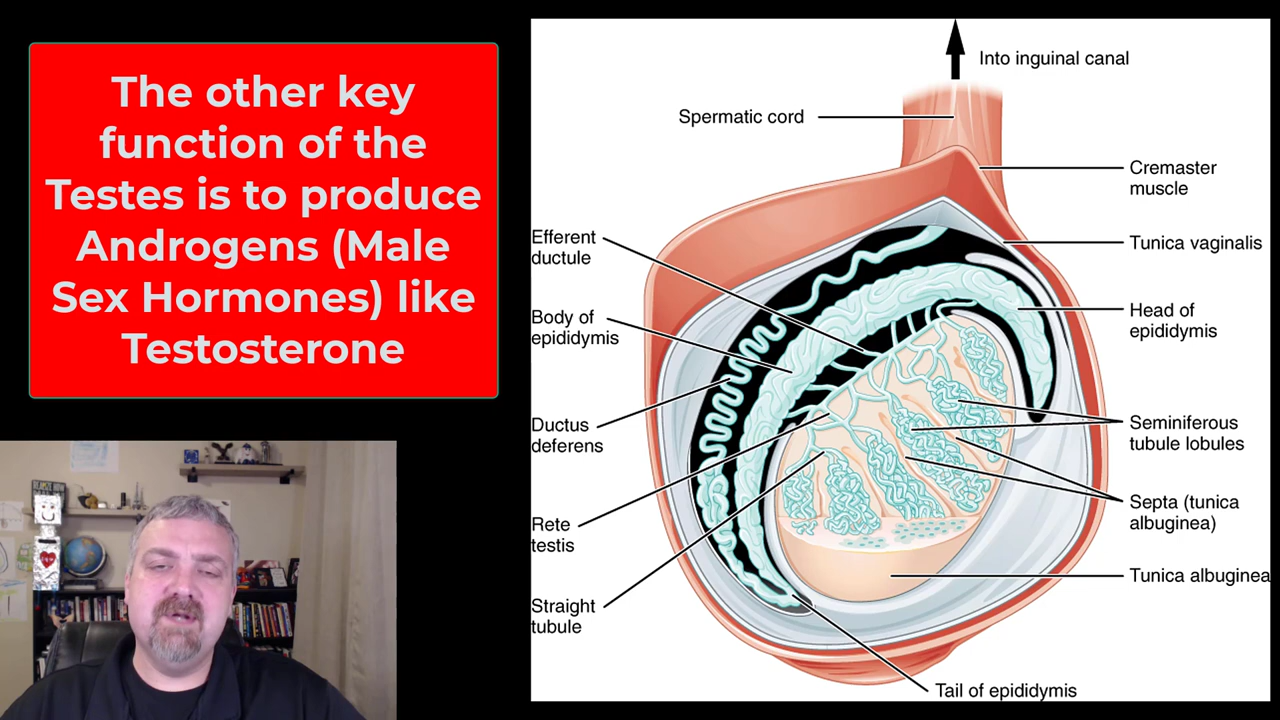 The other key
function of the
Testes is to produce
Androgens (Male
Sex Hormones) like
Testosterone
Into inguinal canal
Spermatic cord
Cremaster
muscle
Tunica vaginalis
Efferent
ductule
Head of
epididymis
Body of
epididymis
Ductus
deferens
Seminiferous
tubule lobules
Septa (tunica
albuginea)
Rete
testis
Tunica albuginea
Straight
tubule
Tail of epididymis